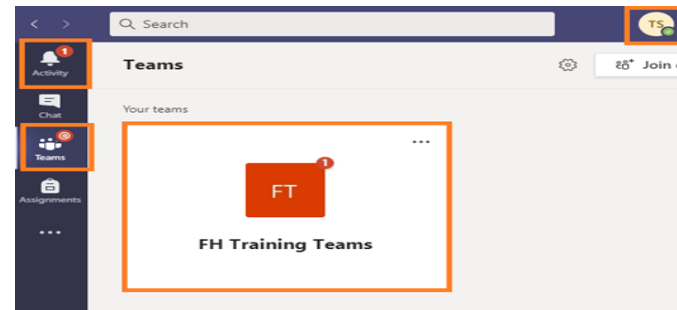 Search
TS
1
Activity
Teams
Join
Chat
Your teams
Teams
1
FT
Assignments
FH Training Teams